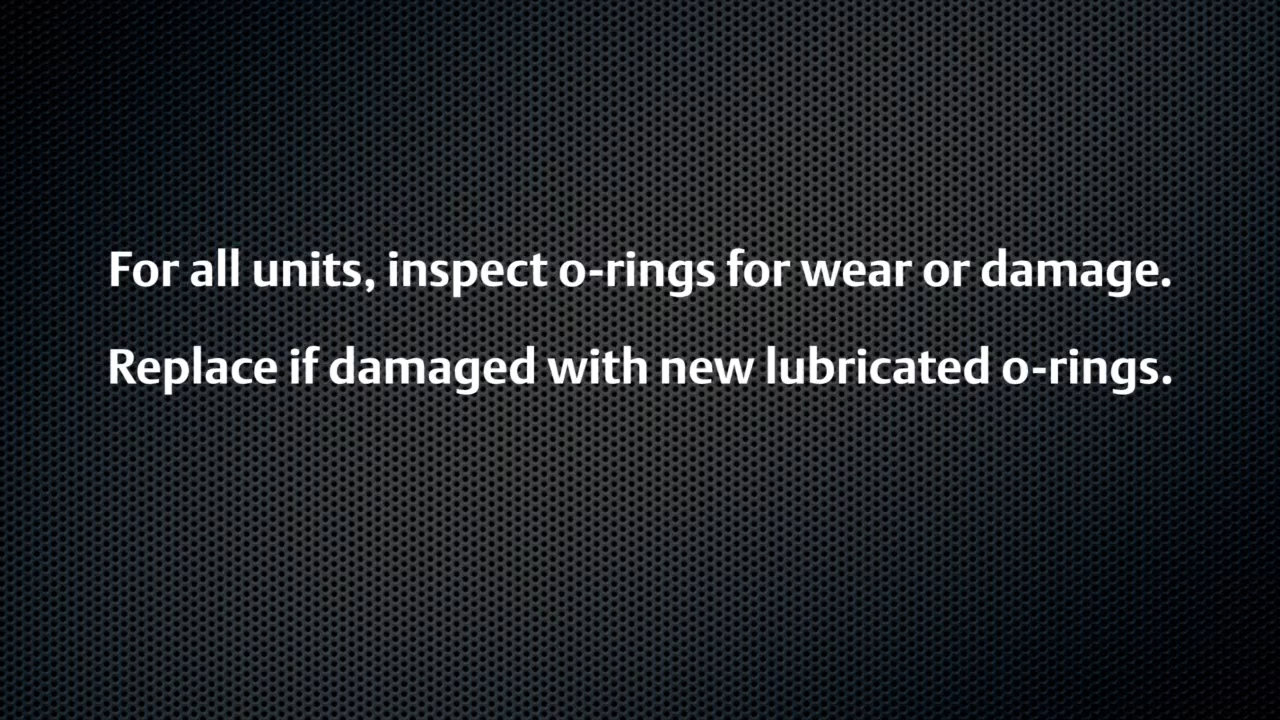 For all units, inspect o-rings for wear or damage.
Replace if damaged with new lubricated o-rings.